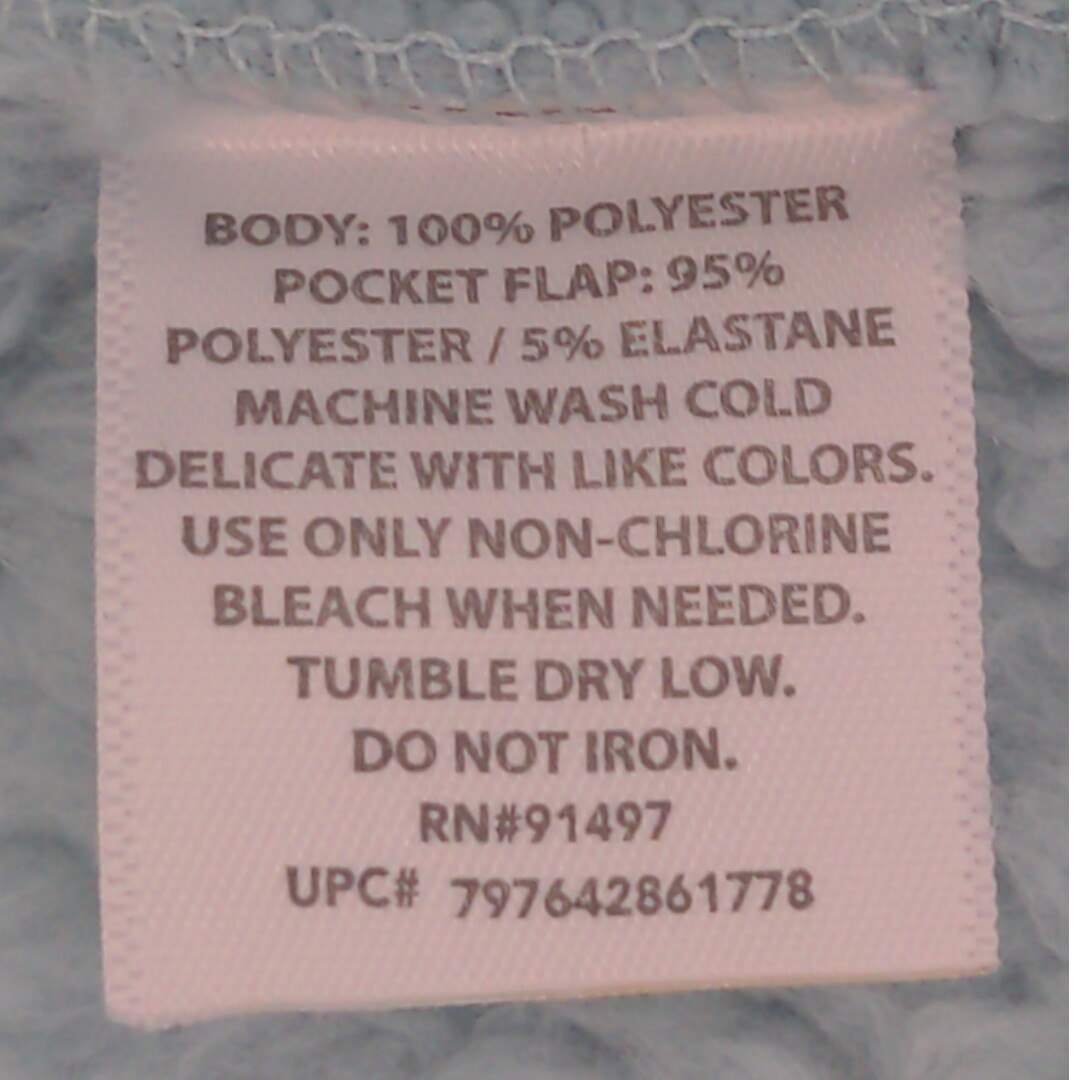 BODY: 100% POLYESTER
POCKET FLAP: 95%
POLYESTER / 5% ELASTANE
MACHINE WASH COLD
DELICATE WITH LIKE COLORS.
USE ONLY NON-CHLORINE
BLEACH WHEN NEEDED.
TUMBLE DRY LOW.
DO NOT IRON.
RN#91497
UPC# 797642861778